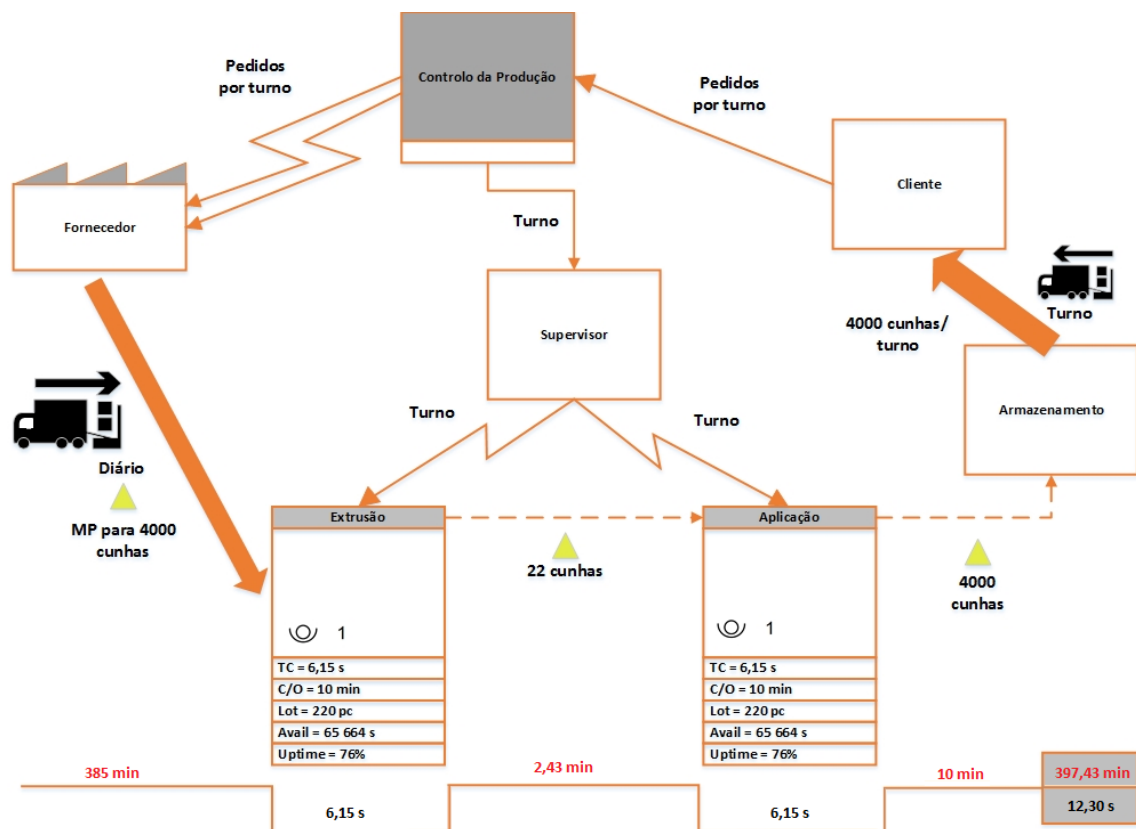 Controlo da Produção
Pedidos
por turno
Pedidos
por turno
Cliente
Fornecedor
Turno
Turno
4000 cunhas/
turno
Supervisor
Armazenamento
Turno
Turno
Diário
MP para 4000
cunhas
Extrusão
22 cunhas
Aplicação
4000
cunhas
1
1
TC = 6,15 s
C/O = 10 min
Lot = 220 pc
Avail = 65 664 s
Uptime = 76%
TC = 6,15 s
C/O = 10 min
Lot = 220 pc
Avail = 65 664 s
Uptime = 76%
385 min
2,43 min
10 min
397,43 min
6,15 s
6,15 s
12,30 s